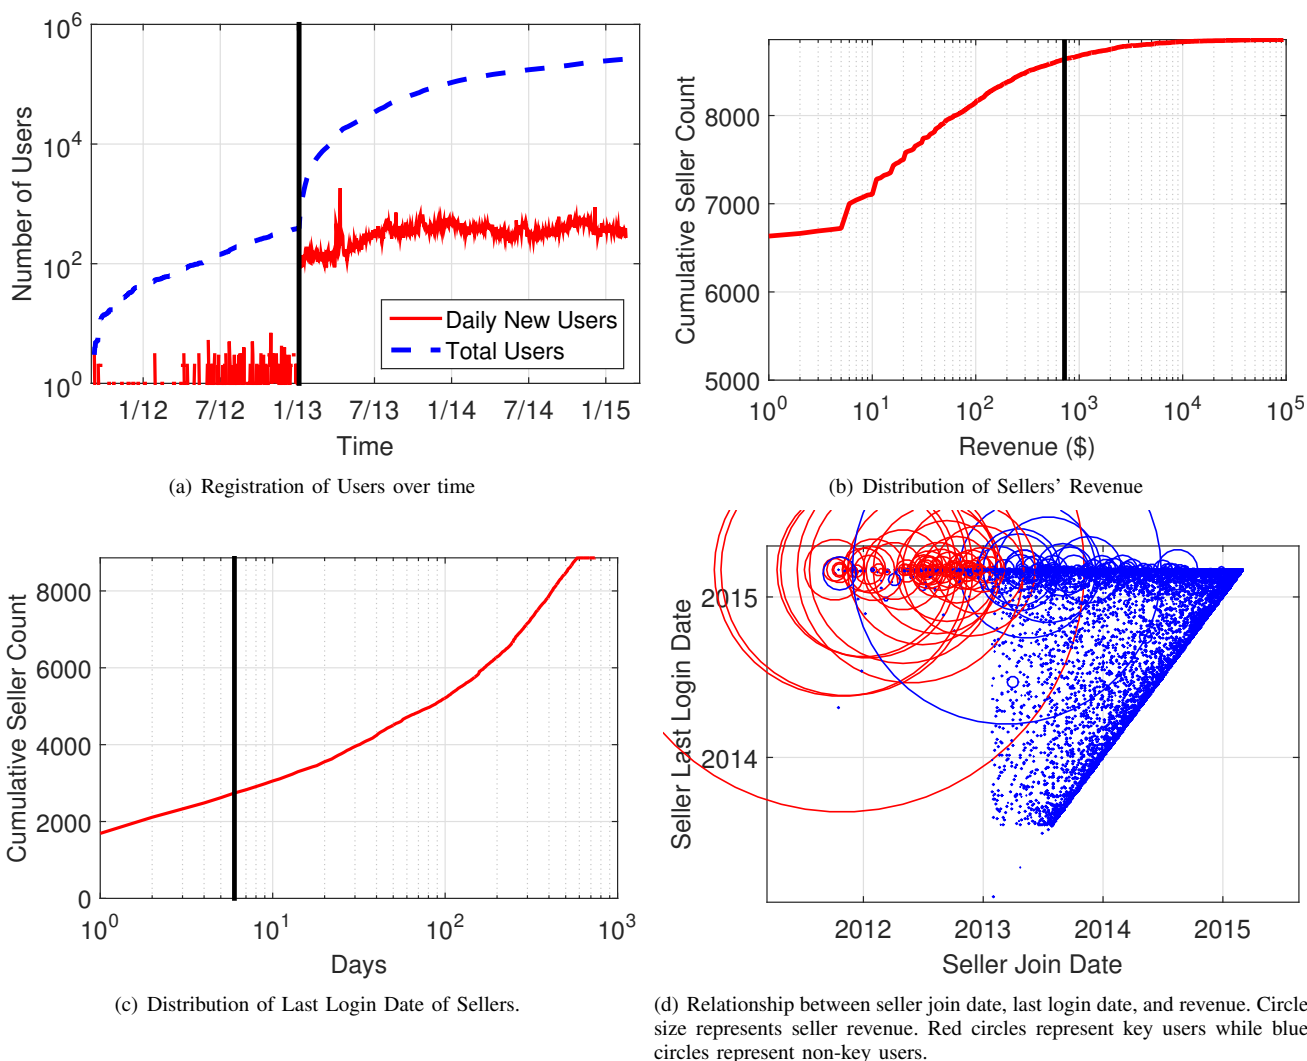 10^6
10^4
10^2
10^0
Number of Users
Daily New Users
Total Users
1/12 7/12 1/13 7/13 1/14 7/14 1/15
Time
(a) Registration of Users over time
8000
7000
6000
5000
Cumulative Seller Count
10^0 10^1 10^2 10^3 10^4 10^5
Revenue ($)
(b) Distribution of Sellers' Revenue
8000
6000
4000
2000
0
Cumulative Seller Count
10^0 10^1 10^2 10^3
Days
(c) Distribution of Last Login Date of Sellers.
2015
2014
Seller Last Login Date
2012 2013 2014 2015
Seller Join Date
(d) Relationship between seller join date, last login date, and revenue. Circle
size represents seller revenue. Red circles represent key users while blue
circles represent non-key users.